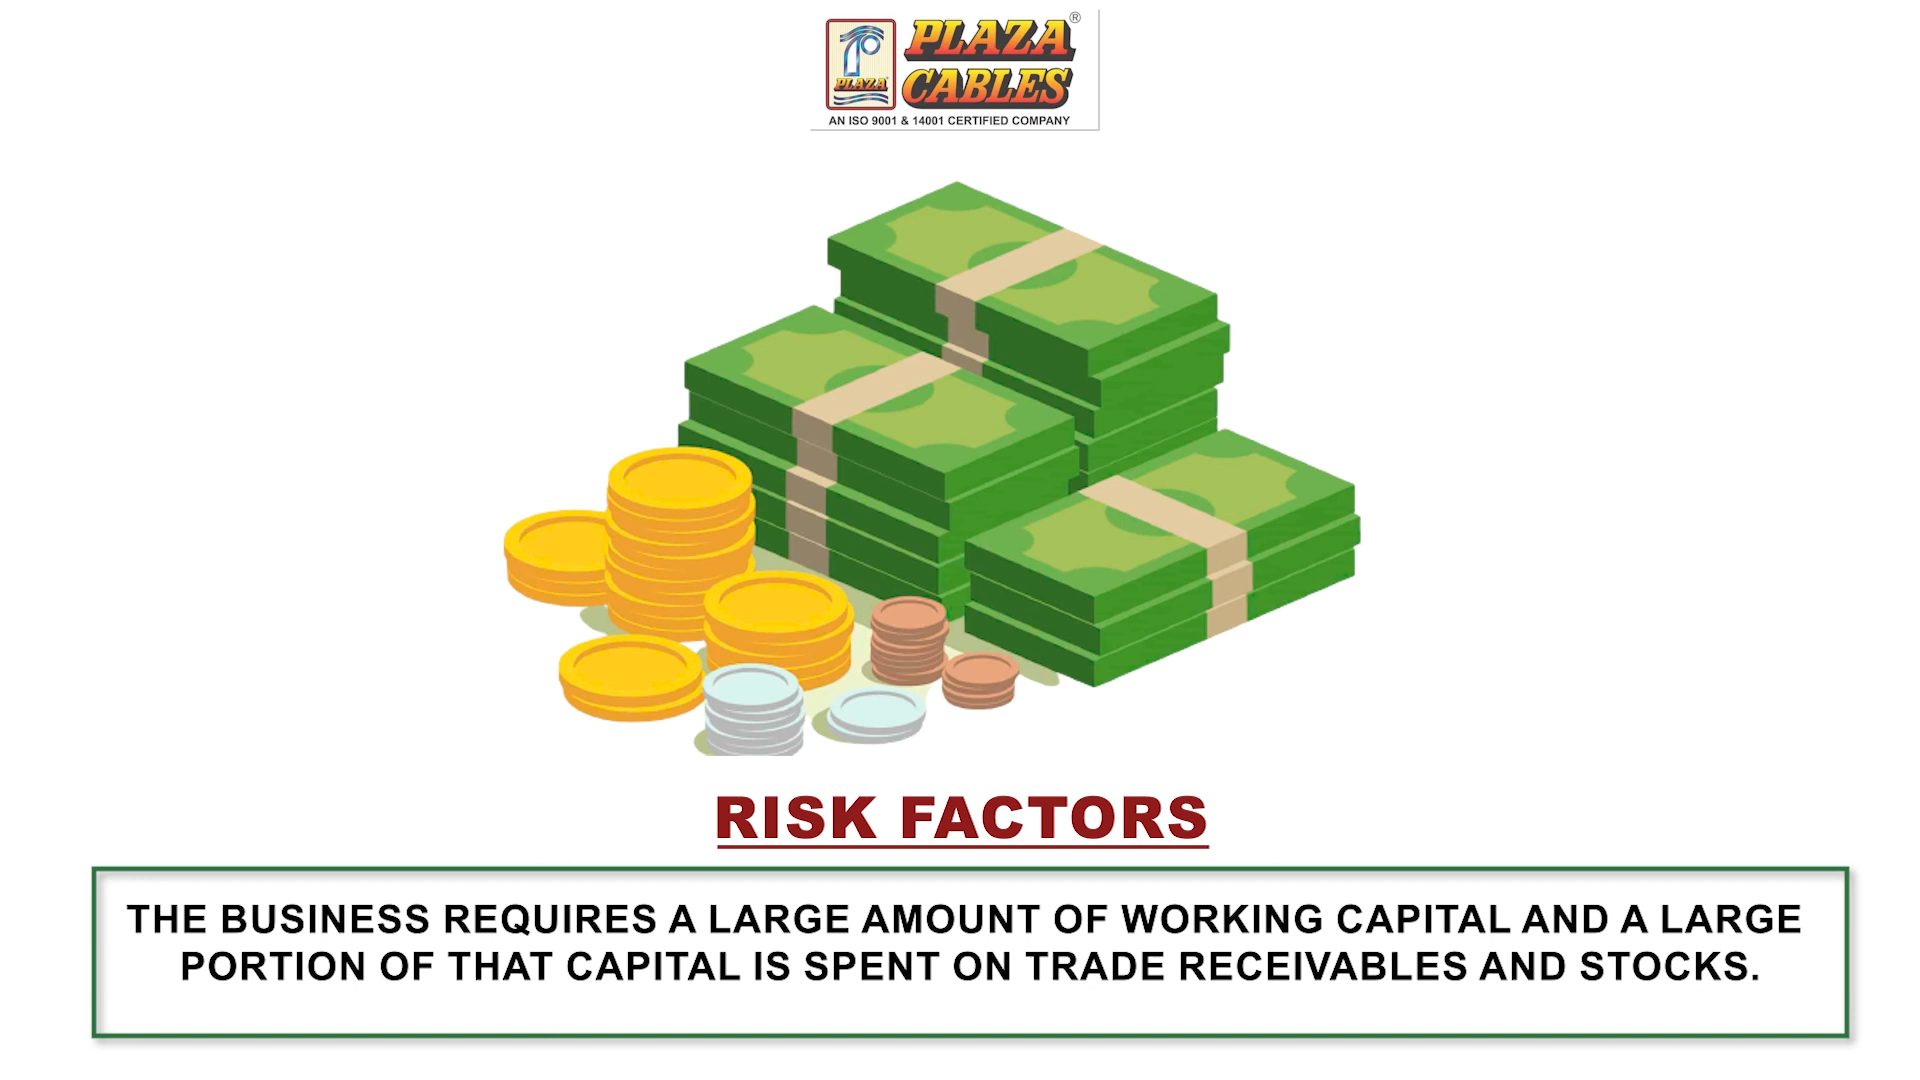 PLAZA
CABLES
®
PLAZA
AN ISO 9001 & 14001 CERTIFIED COMPANY
RISK FACTORS
THE BUSINESS REQUIRES A LARGE AMOUNT OF WORKING CAPITAL AND A LARGE
PORTION OF THAT CAPITAL IS SPENT ON TRADE RECEIVABLES AND STOCKS.